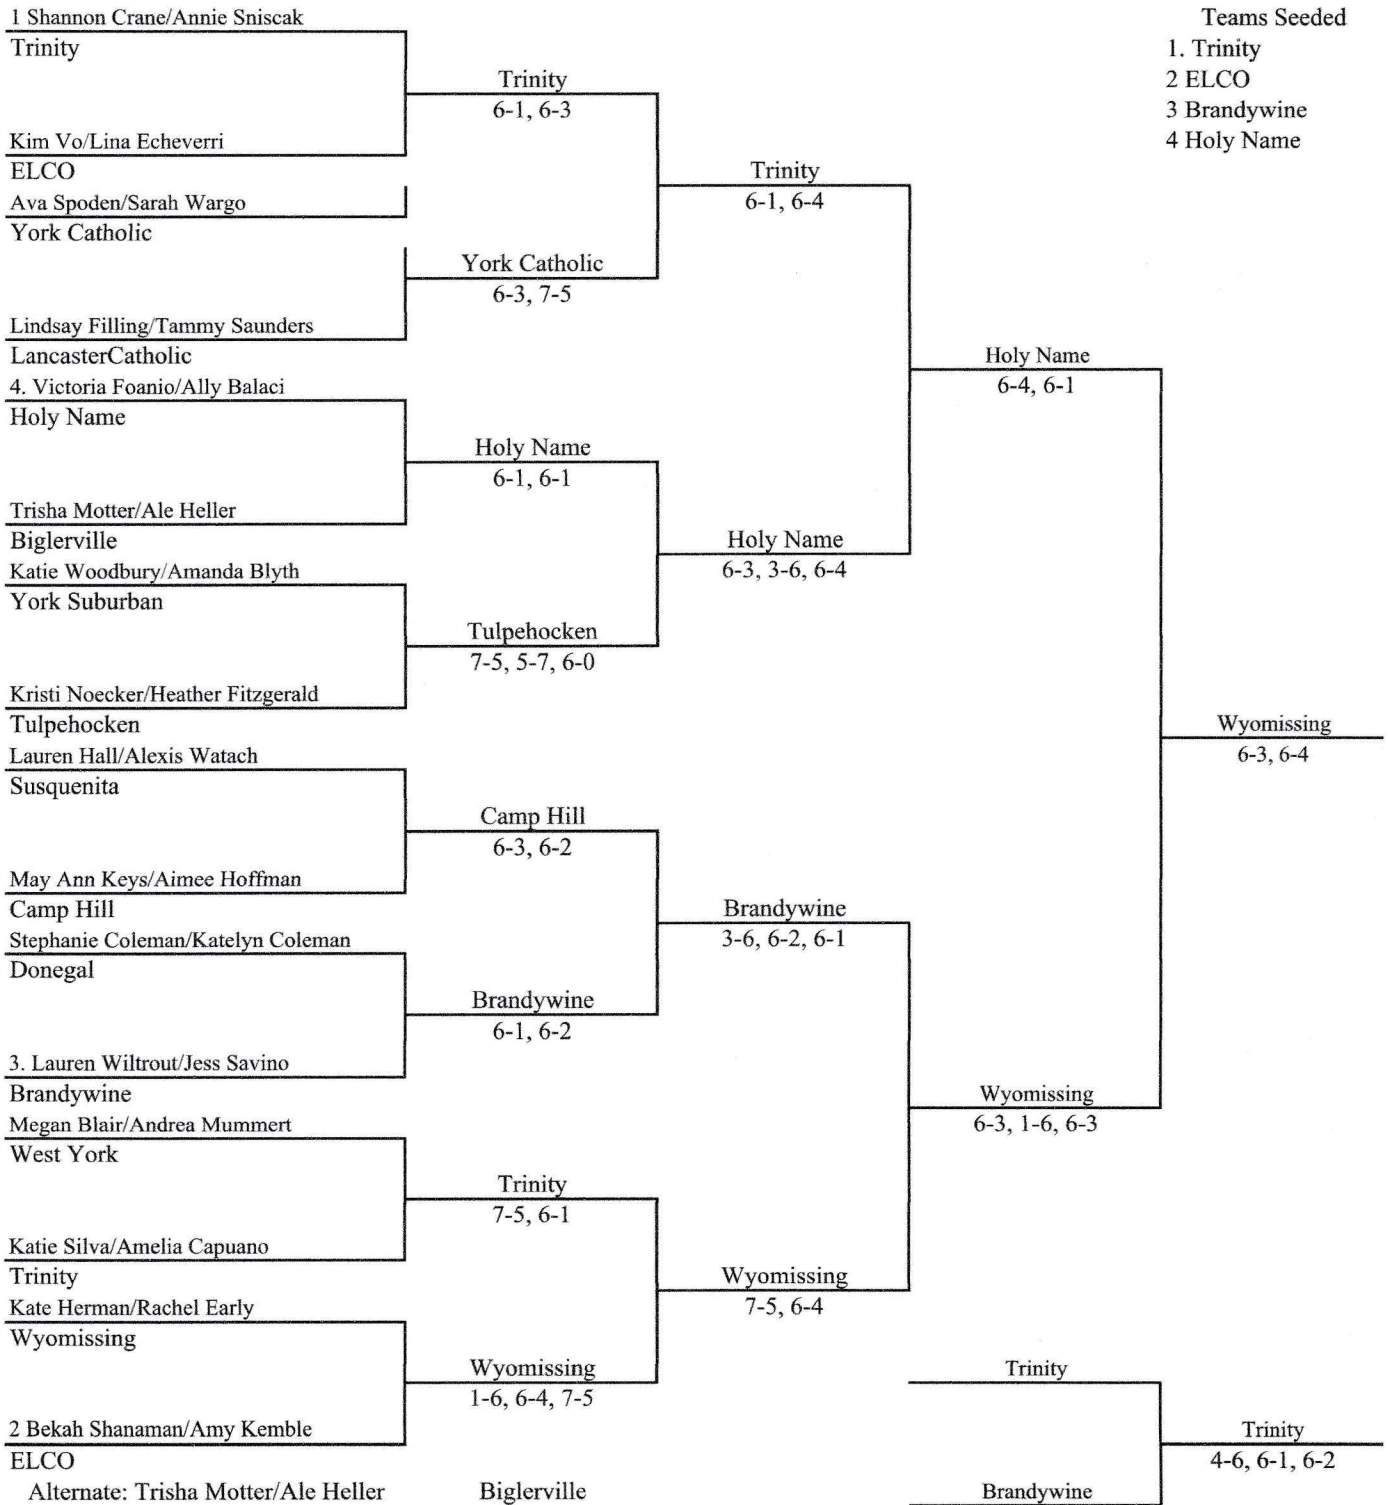 1 Shannon Crane/Annie Sniscak
Trinity
Kim Vo/Lina Echeverri
ELCO
Ava Spoden/Sarah Wargo
York Catholic
Lindsay Filling/Tammy Saunders
LancasterCatholic
4. Victoria Foanio/Ally Balaci
Holy Name
Trisha Motter/Ale Heller
Biglerville
Katie Woodbury/Amanda Blyth
York Suburban
Kristi Noecker/Heather Fitzgerald
Tulpehocken
Lauren Hall/Alexis Watach
Susquenita
May Ann Keys/Aimee Hoffman
Camp Hill
Stephanie Coleman/Katelyn Coleman
Donegal
3. Lauren Wiltrout/Jess Savino
Brandywine
Megan Blair/Andrea Mummert
West York
Katie Silva/Amelia Capuano
Trinity
Kate Herman/Rachel Early
Wyomissing
2 Bekah Shanaman/Amy Kemble
ELCO
Alternate: Trisha Motter/Ale Heller Biglerville
Trinity
6-1, 6-3
York Catholic
6-3, 7-5
Holy Name
6-1, 6-1
Tulpehocken
7-5, 5-7, 6-0
Camp Hill
6-3, 6-2
Brandywine
6-1, 6-2
Trinity
7-5, 6-1
Wyomissing
1-6, 6-4, 7-5
Trinity
6-1, 6-4
Holy Name
6-3, 3-6, 6-4
Brandywine
3-6, 6-2, 6-1
Wyomissing
7-5, 6-4
Holy Name
6-4, 6-1
Wyomissing
6-3, 1-6, 6-3
Wyomissing
6-3, 6-4
Trinity
Brandywine
Trinity
4-6, 6-1, 6-2
Teams Seeded
1. Trinity
2 ELCO
3 Brandywine
4 Holy Name